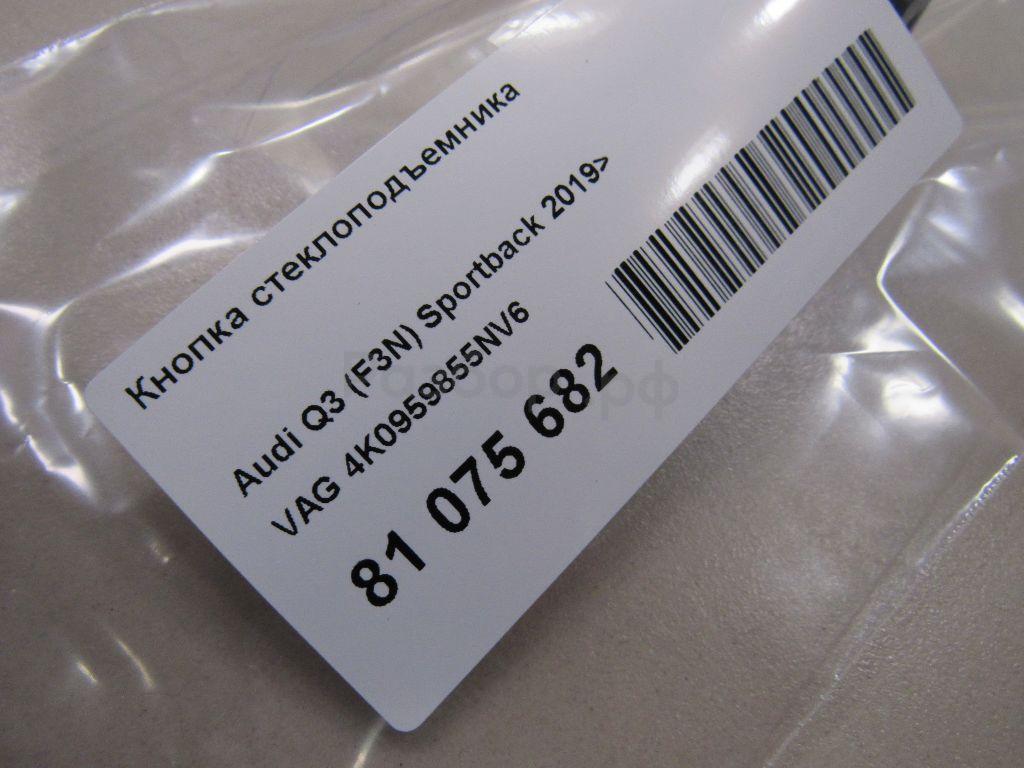 Кнопка стеклоподъемника
Audi Q3 (F3N) Sportback 2019>
VAG 4K0959855NV6
81 075 682